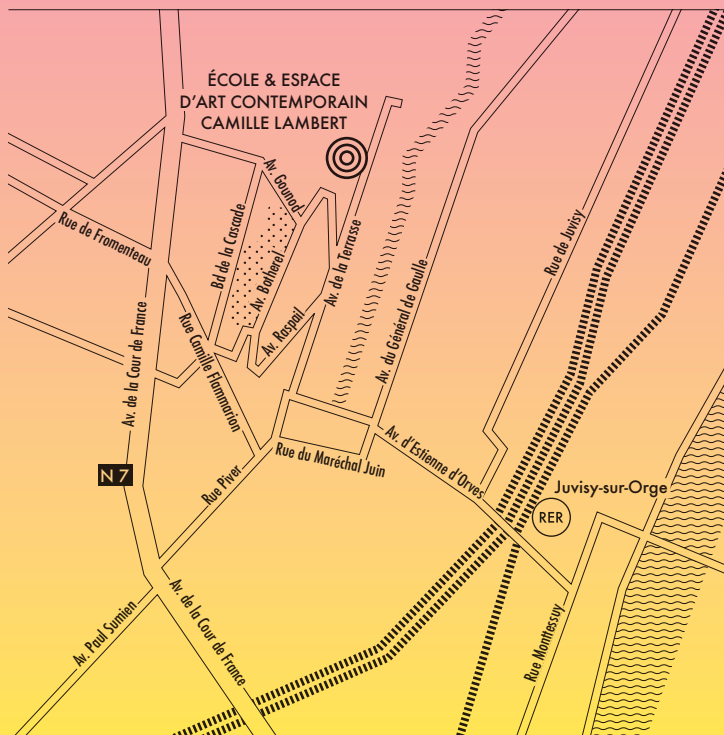 ÉCOLE & ESPACE
D'ART CONTEMPORAIN
CAMILLE LAMBERT
Av. Gounod
Rue de Fromenteau
Bd de la Cascade
Av. Batherel
Av. de la Terrasse
Rue de Juvisy
Av. du Général de Gaulle
Av. Raspail
Av. de la Cour de France
Rue Camille Flammarion
Rue du Maréchal Juin
Av. d'Estienne d'Orves
N 7
Rue Piver
Juvisy-sur-Orge
RER
Av. Paul Sumien
Av. de la Cour de France
Rue Monttessuy